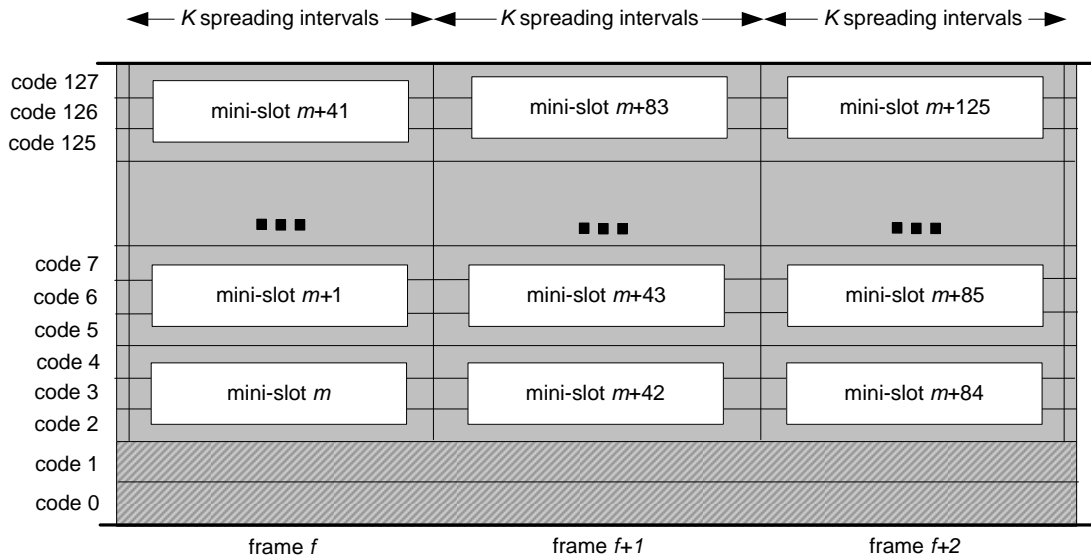 K spreading intervals K spreading intervals K spreading intervals
code 127
code 126
code 125
mini-slot m+41 mini-slot m+83 mini-slot m+125
code 7
code 6
code 5
mini-slot m+1 mini-slot m+43 mini-slot m+85
code 4
code 3
code 2
mini-slot m mini-slot m+42 mini-slot m+84
code 1
code 0
frame f frame f+1 frame f+2